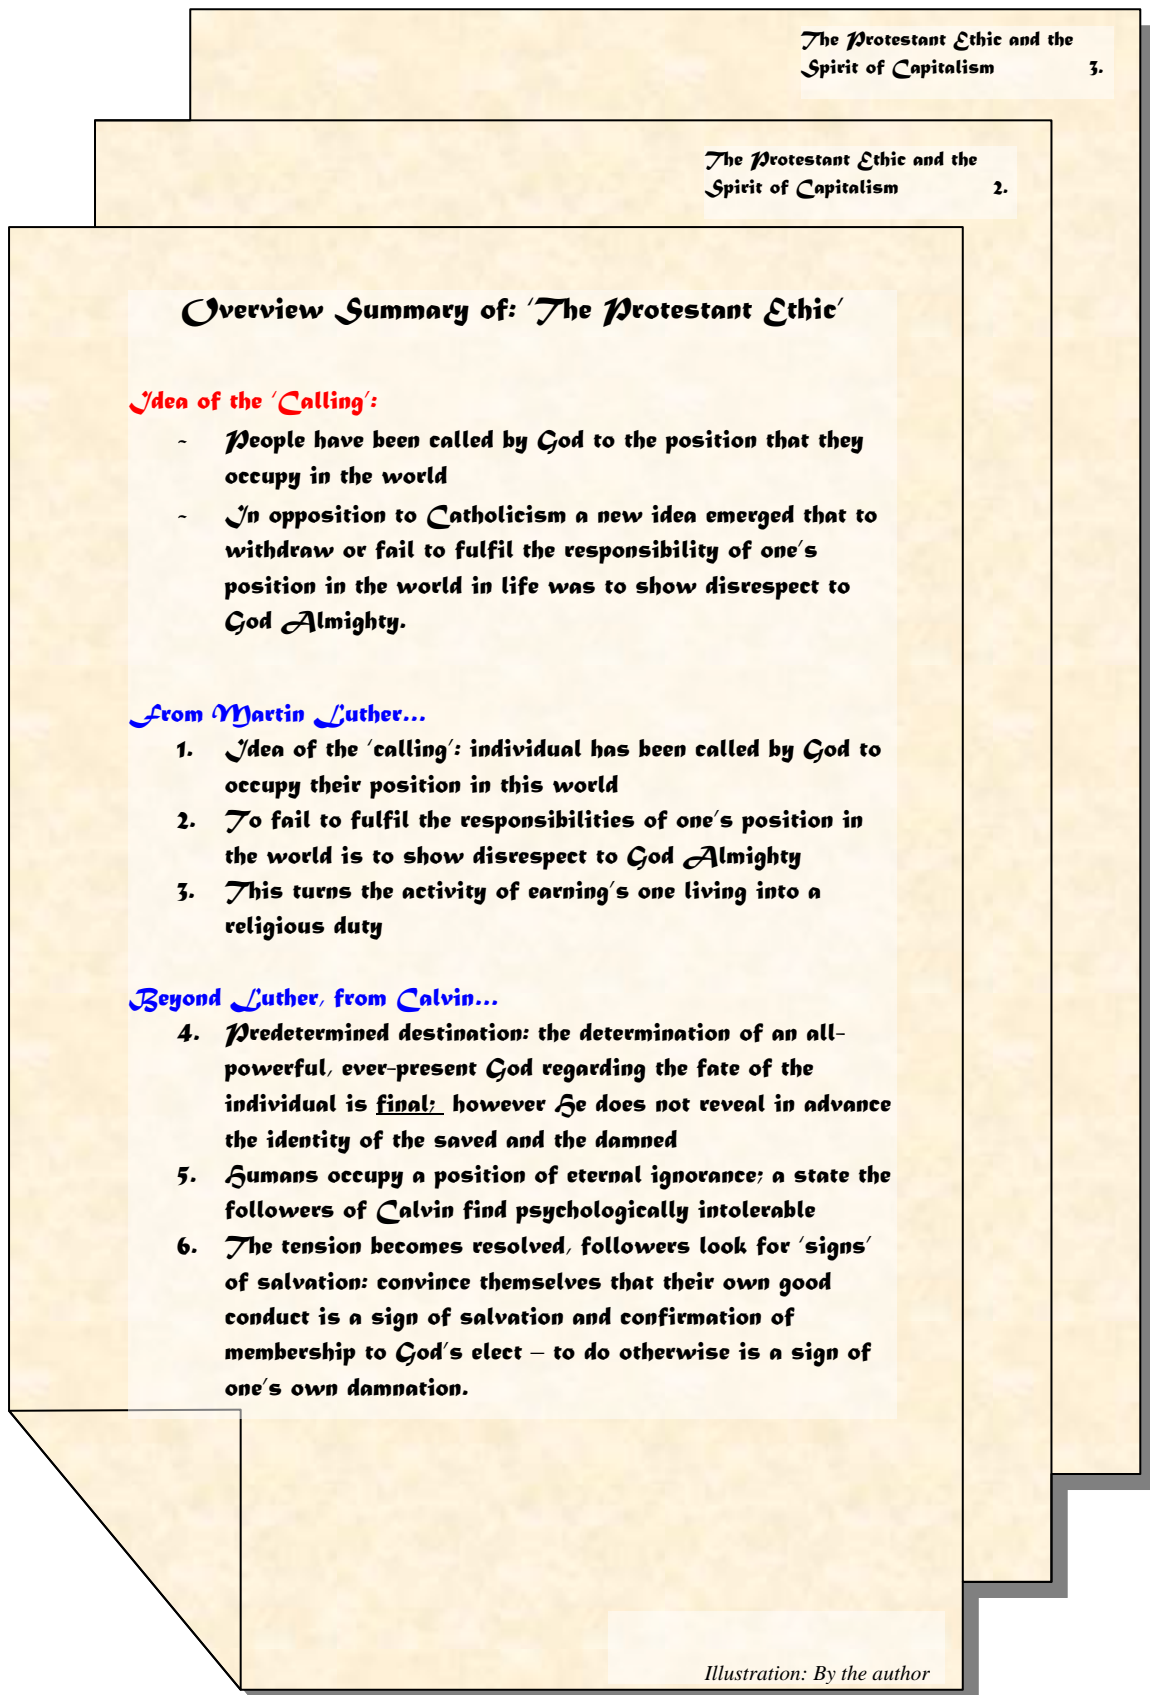 The Protestant Ethic and the
Spirit of Capitalism 3.
The Protestant Ethic and the
Spirit of Capitalism 2.
Overview Summary of: 'The Protestant Ethic'
Idea of the 'Calling':
- People have been called by God to the position that they
occupy in the world
- In opposition to Catholicism a new idea emerged that to
withdraw or fail to fulfil the responsibility of one's
position in the world in life was to show disrespect to
God Almighty.
From Martin Luther...
1. Idea of the 'calling': individual has been called by God to
occupy their position in this world
2. To fail to fulfil the responsibilities of one's position in
the world is to show disrespect to God Almighty
3. This turns the activity of earning's one living into a
religious duty
Beyond Luther, from Calvin...
4. Predetermined destination: the determination of an all-
powerful, ever-present God regarding the fate of the
individual is final; however He does not reveal in advance
the identity of the saved and the damned
5. Humans occupy a position of eternal ignorance; a state the
followers of Calvin find psychologically intolerable
6. The tension becomes resolved, followers look for 'signs'
of salvation: convince themselves that their own good
conduct is a sign of salvation and confirmation of
membership to God's elect – to do otherwise is a sign of
one's own damnation.
Illustration: By the author